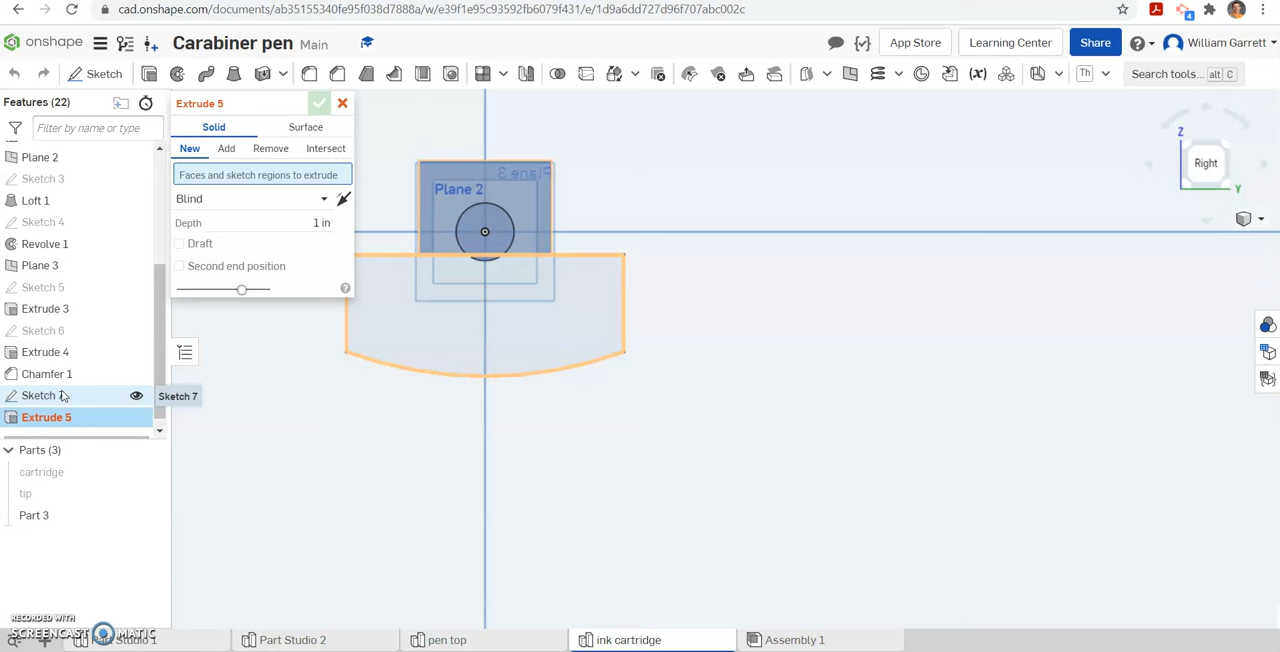 cad.onshape.com/documents/ab35155340fe95f038d7888a/w/e39f1e95c93592fb6079f431/e/1d9a6dd727d96f707abc002c
4
onshape
Carabiner pen Main
App Store
Learning Center
Share
William Garrett
Sketch
Th
Search tools... alt C
Features (22)
Filter by name or type
Plane 2
Sketch 3
Loft 1
Sketch 4
Revolve 1
Plane 3
Sketch 5
Extrude 3
Sketch 6
Extrude 4
Chamfer 1
Sketch 7
Sketch 7
Extrude 5
Parts (3)
cartridge
tip
Part 3
Extrude 5
Solid Surface
New Add Remove Intersect
Faces and sketch regions to extrude
Blind
Depth 1 in
Draft
Second end position
Plane 3
Plane 2
Z
Right
Y
RECORDED WITH
SCREENCAST MATIC
Part Studio 1
Part Studio 2
pen top
ink cartridge
Assembly 1